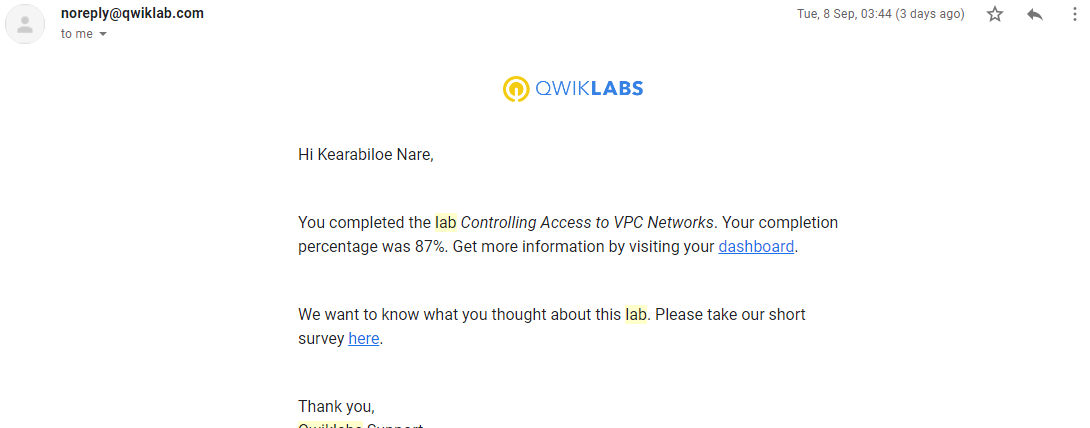 noreply@qwiklab.com
Tue, 8 Sep, 03:44 (3 days ago)
to me
QWIKLABS
Hi Kearabiloe Nare,
You completed the lab Controlling Access to VPC Networks. Your completion
percentage was 87%. Get more information by visiting your dashboard.
We want to know what you thought about this lab. Please take our short
survey here.
Thank you,
Qwiklabs Support